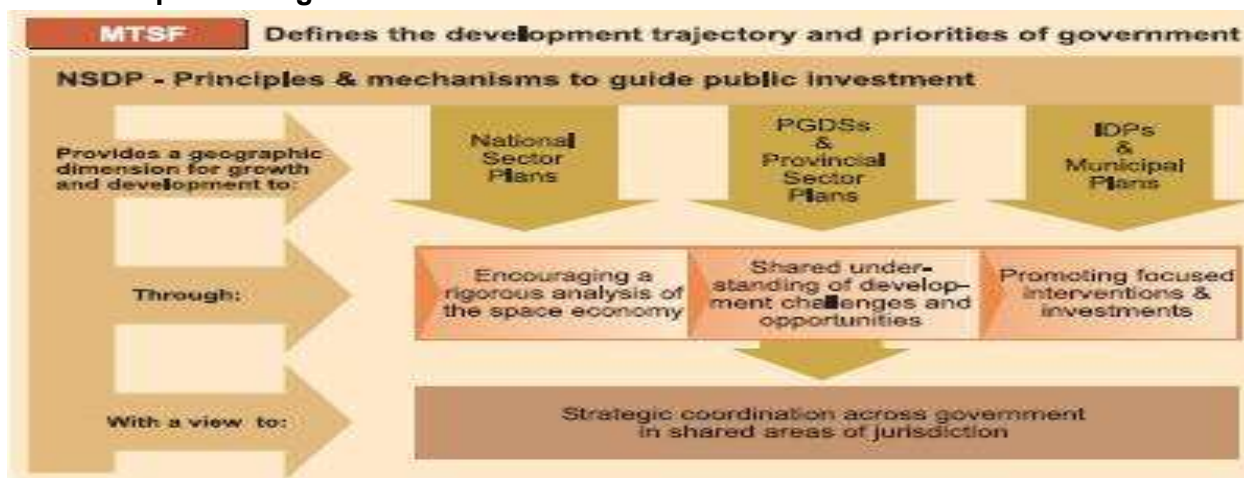 MTSF Defines the development trajectory and priorities of government
NSDP - Principles & mechanisms to guide public investment
Provides a geographic
dimension for growth
and development to:
National
Sector
Plans
PGDSs
&
Provincial
Sector
Plans
IDPs
&
Municipal
Plans
Through:
Encouraging a
rigorous analysis of
the space economy
Shared under-
standing of develop-
ment challenges and
opportunities
Promoting focused
interventions &
investments
With a view to:
Strategic coordination across government
in shared areas of jurisdiction